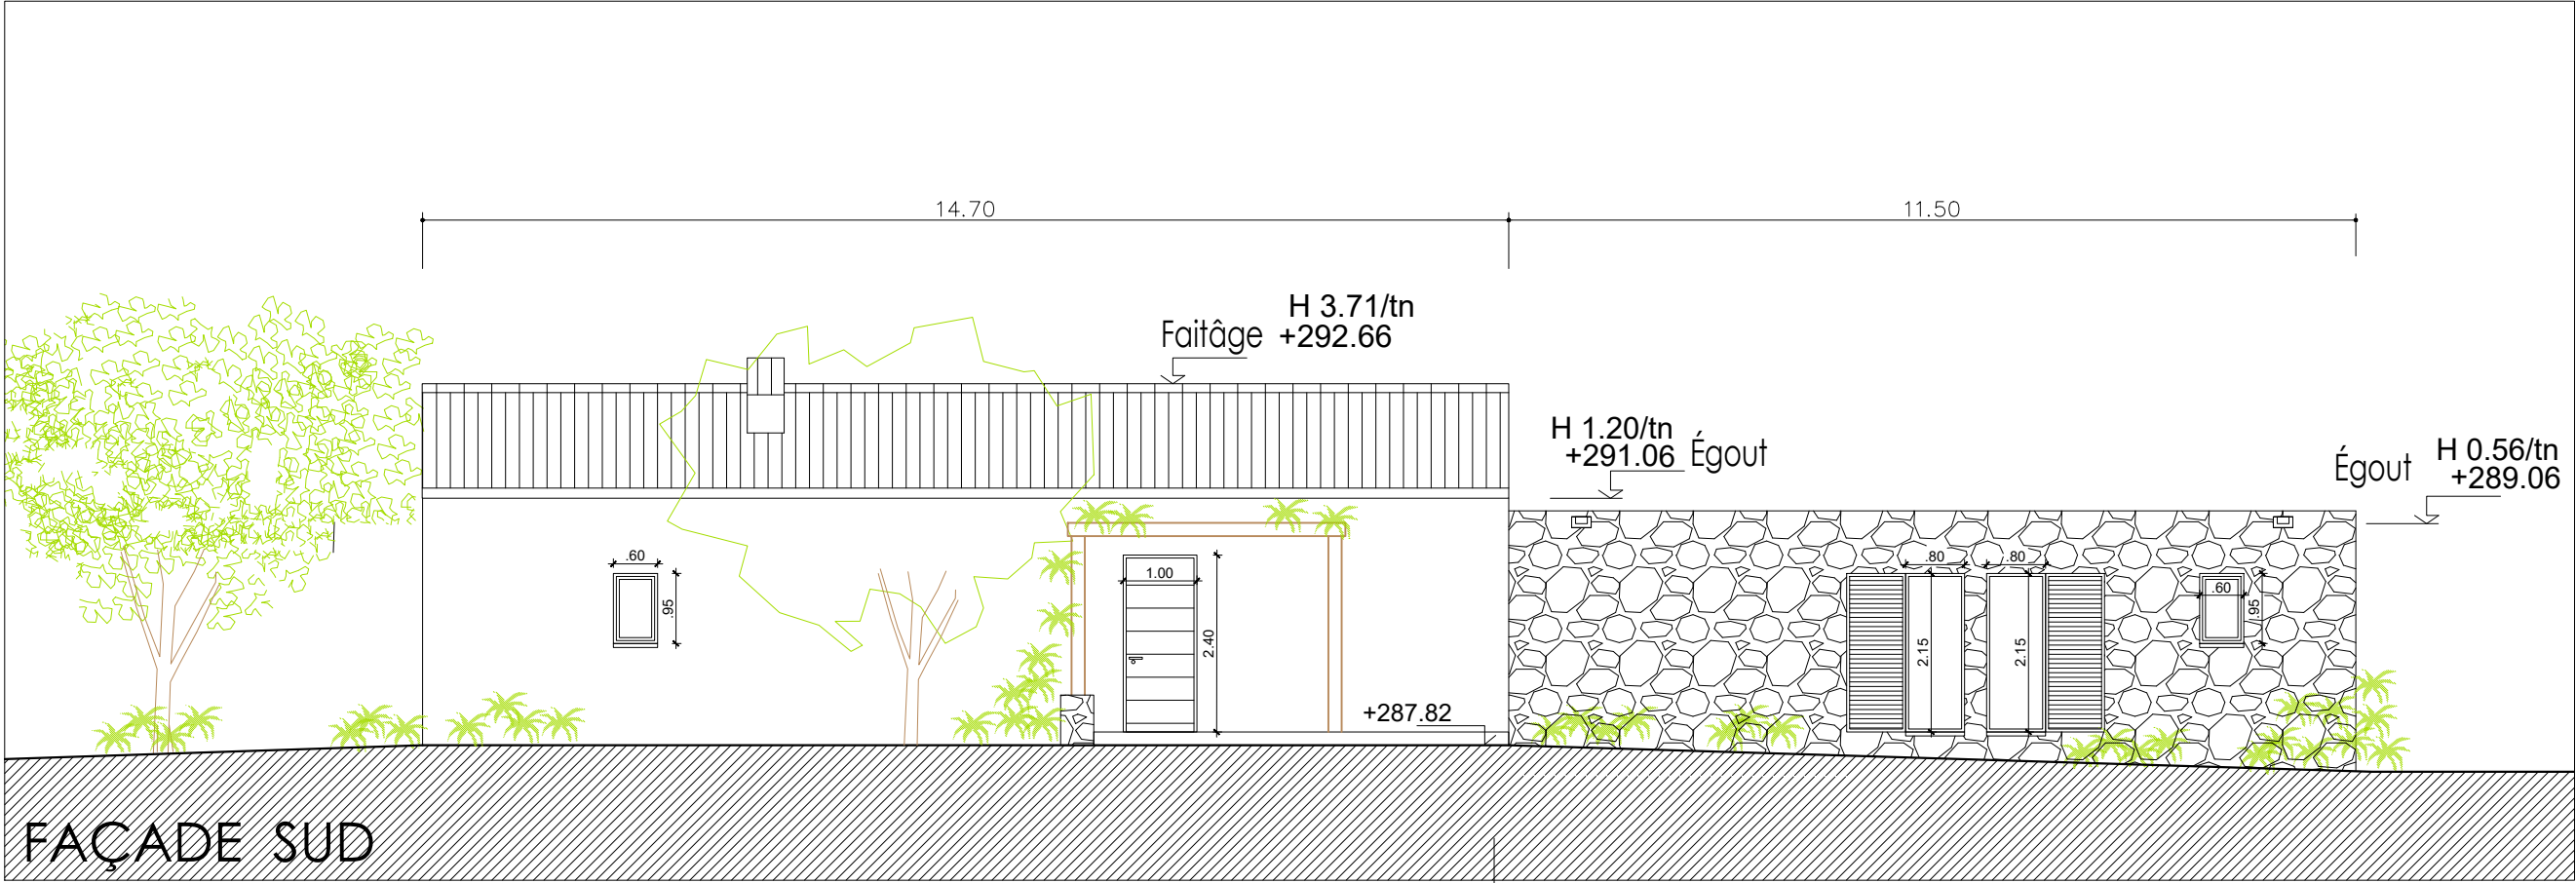 14.70
11.50
H 3.71/tn
Faitâge +292.66
H 1.20/tn
+291.06 Égout
H 0.56/tn
Égout +289.06
.60
.95
1.00
2.40
+287.82
.80
.80
2.15
2.15
.60
.95
FAÇADE SUD